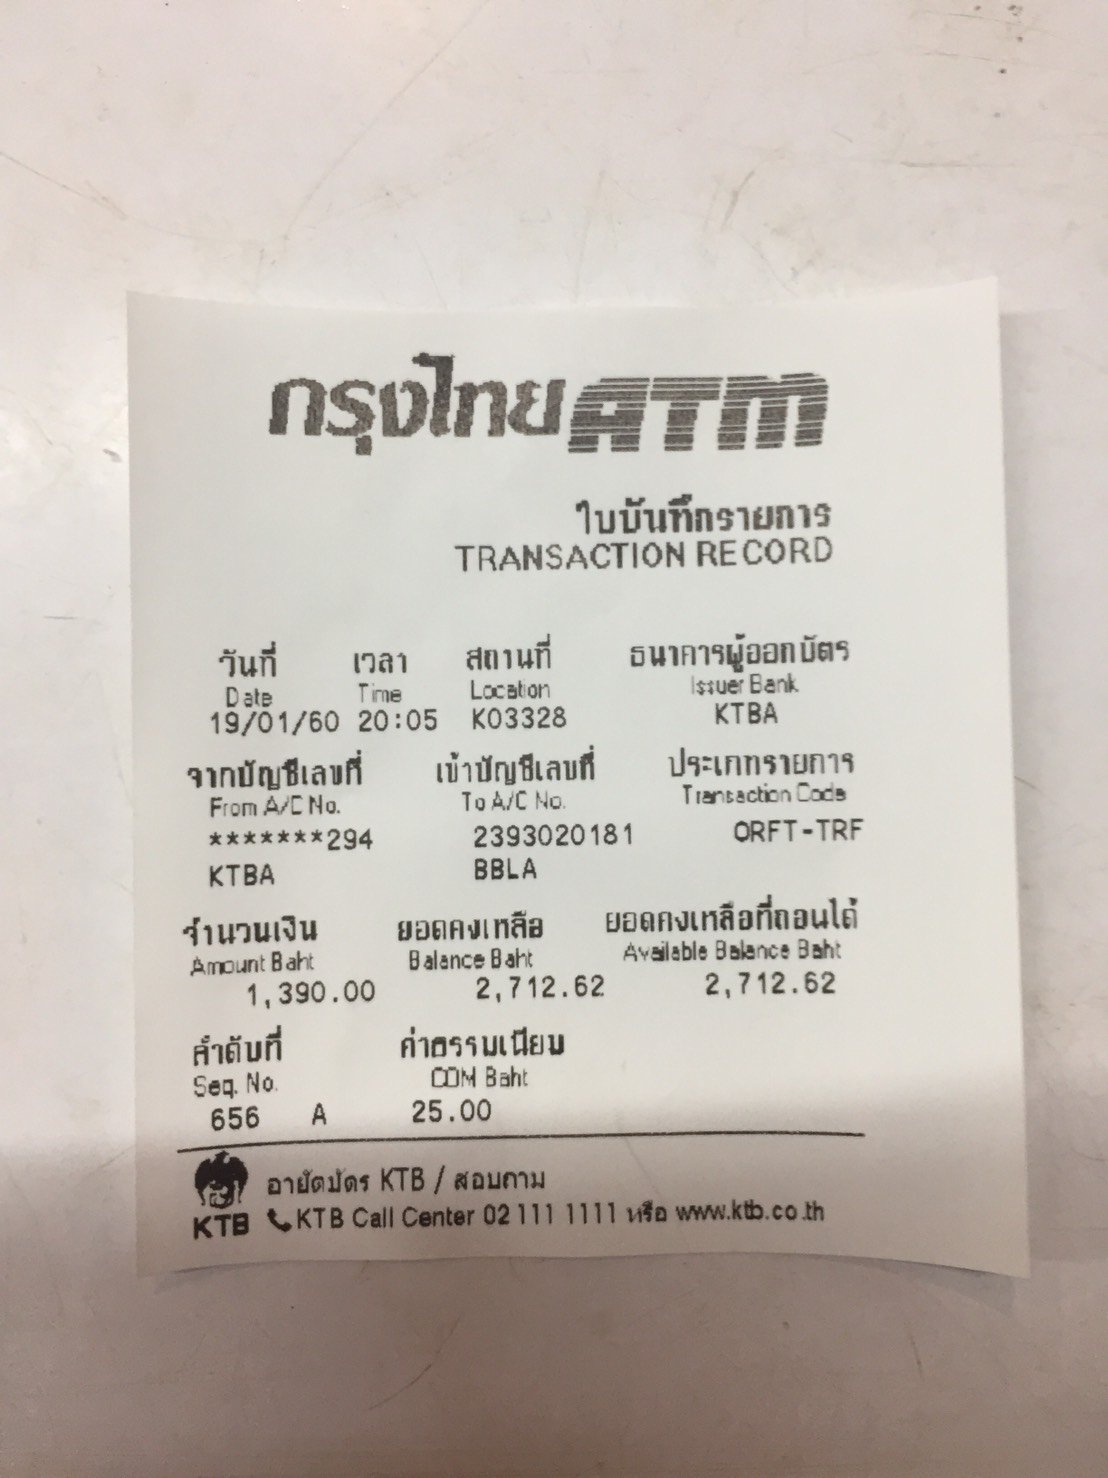 กรุงไทย ATM
ใบบันทึกรายการ
TRANSACTION RECORD
วันที่ เวลา สถานที่ ธนาคารผู้ออกบัตร
Date Time Location Issuer Bank
19/01/60 20:05 K03328 KTBA
จากบัญชีเลขที่ เข้าบัญชีเลขที่ ประเภทรายการ
From A/C No. To A/C No. Transaction Code
*******294 2393020181 ORFT-TRF
KTBA BBLA
จำนวนเงิน ยอดคงเหลือ ยอดคงเหลือที่ถอนได้
Amount Baht Balance Baht Available Balance Baht
1,390.00 2,712.62 2,712.62
ลำดับที่ ค่าธรรมเนียม
Seq. No. COM Baht
656 A 25.00
อายัดบัตร KTB / สอบถาม
KTB KTB Call Center 02 111 1111 หรือ www.ktb.co.th